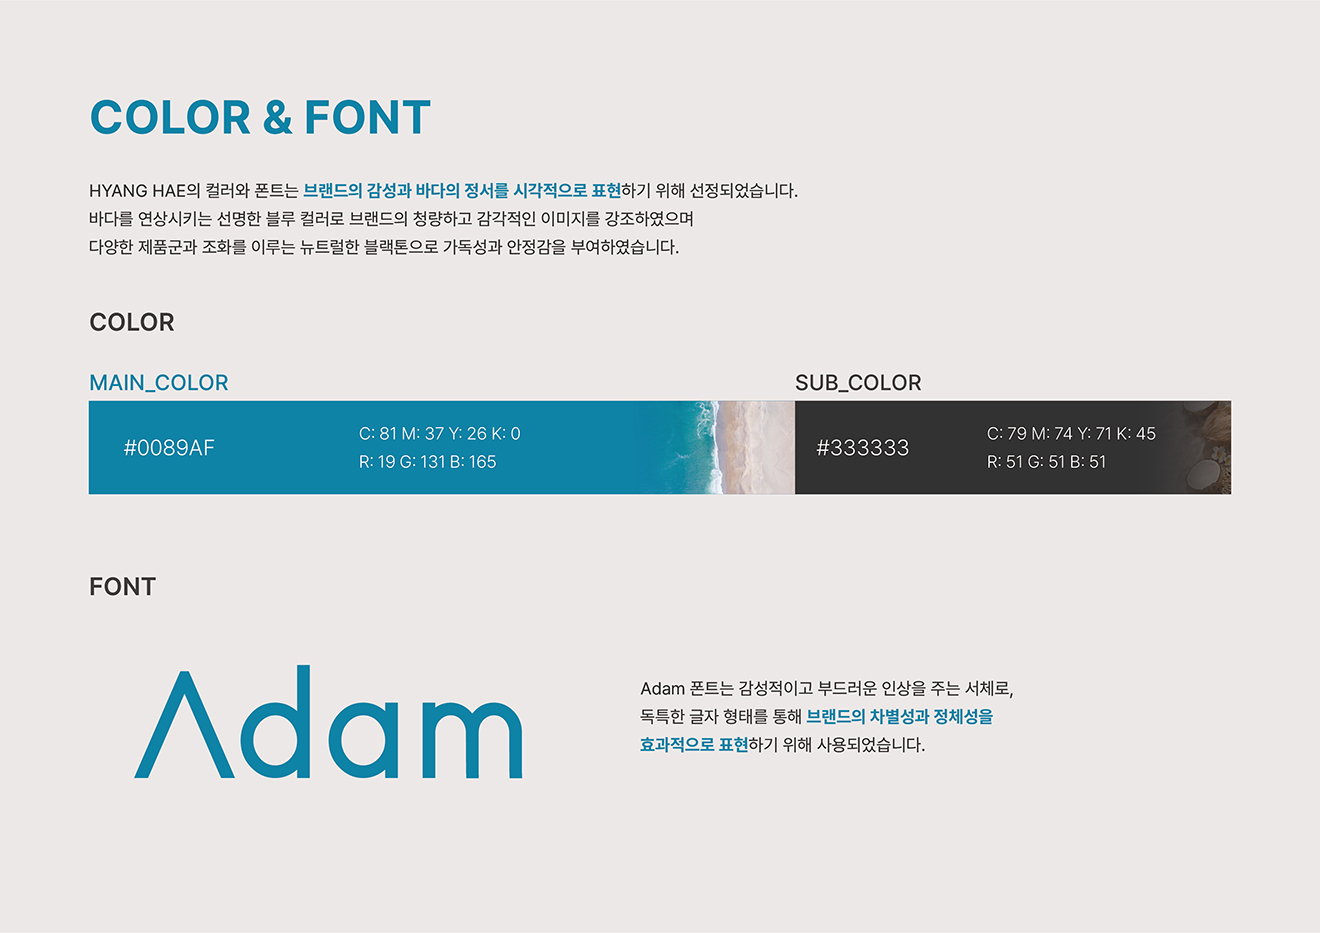 COLOR & FONT
HYANG HAE의 컬러와 폰트는 브랜드의 감성과 바다의 정서를 시각적으로 표현하기 위해 선정되었습니다.
바다를 연상시키는 선명한 블루 컬러로 브랜드의 청량하고 감각적인 이미지를 강조하였으며
다양한 제품군과 조화를 이루는 뉴트럴한 블랙톤으로 가독성과 안정감을 부여하였습니다.
COLOR
MAIN_COLOR
#0089AF
C: 81 M: 37 Y: 26 K: 0
R: 19 G: 131 B: 165
SUB_COLOR
#333333
C: 79 M: 74 Y: 71 K: 45
R: 51 G: 51 B: 51
FONT
Adam
Adam 폰트는 감성적이고 부드러운 인상을 주는 서체로,
독특한 글자 형태를 통해 브랜드의 차별성과 정체성을
효과적으로 표현하기 위해 사용되었습니다.